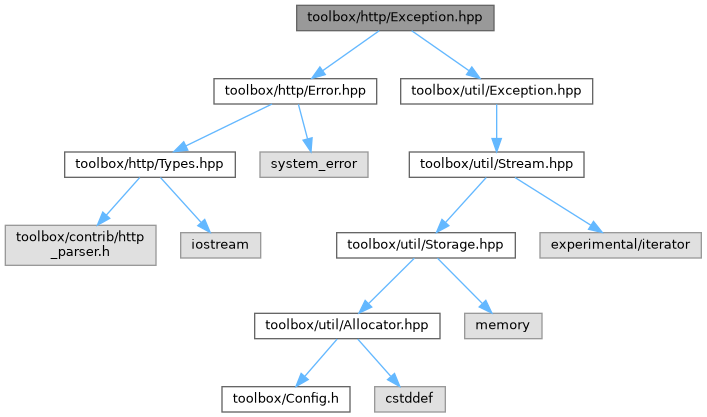 toolbox/http/Exception.hpp
toolbox/http/Error.hpp
toolbox/util/Exception.hpp
toolbox/http/Types.hpp
system_error
toolbox/util/Stream.hpp
toolbox/contrib/http
_parser.h
iostream
toolbox/util/Storage.hpp
experimental/iterator
toolbox/util/Allocator.hpp
memory
toolbox/Config.h
cstddef